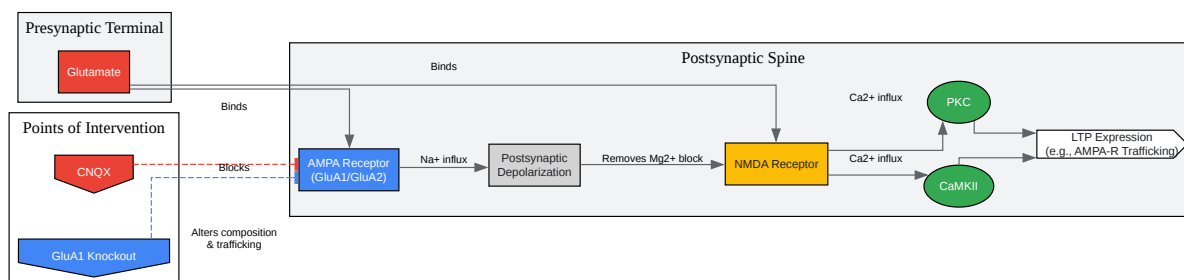 Presynaptic Terminal
Glutamate
Binds
Points of Intervention
CNQX
Blocks
GluA1 Knockout
Alters composition
& trafficking
Postsynaptic Spine
Binds
AMPA Receptor
(GluA1/GluA2)
Na+ influx
Postsynaptic
Depolarization
Removes Mg2+ block
NMDA Receptor
Ca2+ influx
Ca2+ influx
PKC
CaMKII
LTP Expression
(e.g., AMPA-R Trafficking)